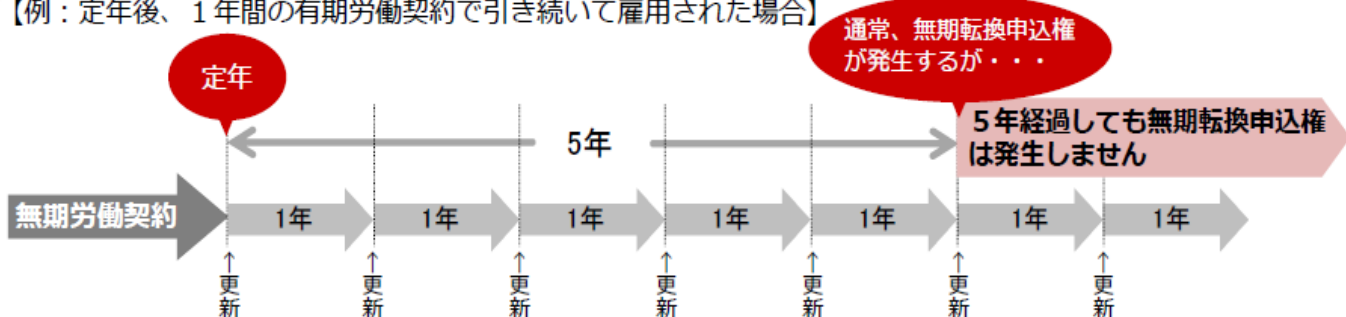 【例：定年後、１年間の有期労働契約で引き続いて雇用された場合】
通常、無期転換申込権
が発生するが・・・
定年
５年経過しても無期転換申込権
は発生しません
5年
無期労働契約
1年
1年
1年
1年
1年
1年
1年
↑更新
↑更新
↑更新
↑更新
↑更新
↑更新
↑更新